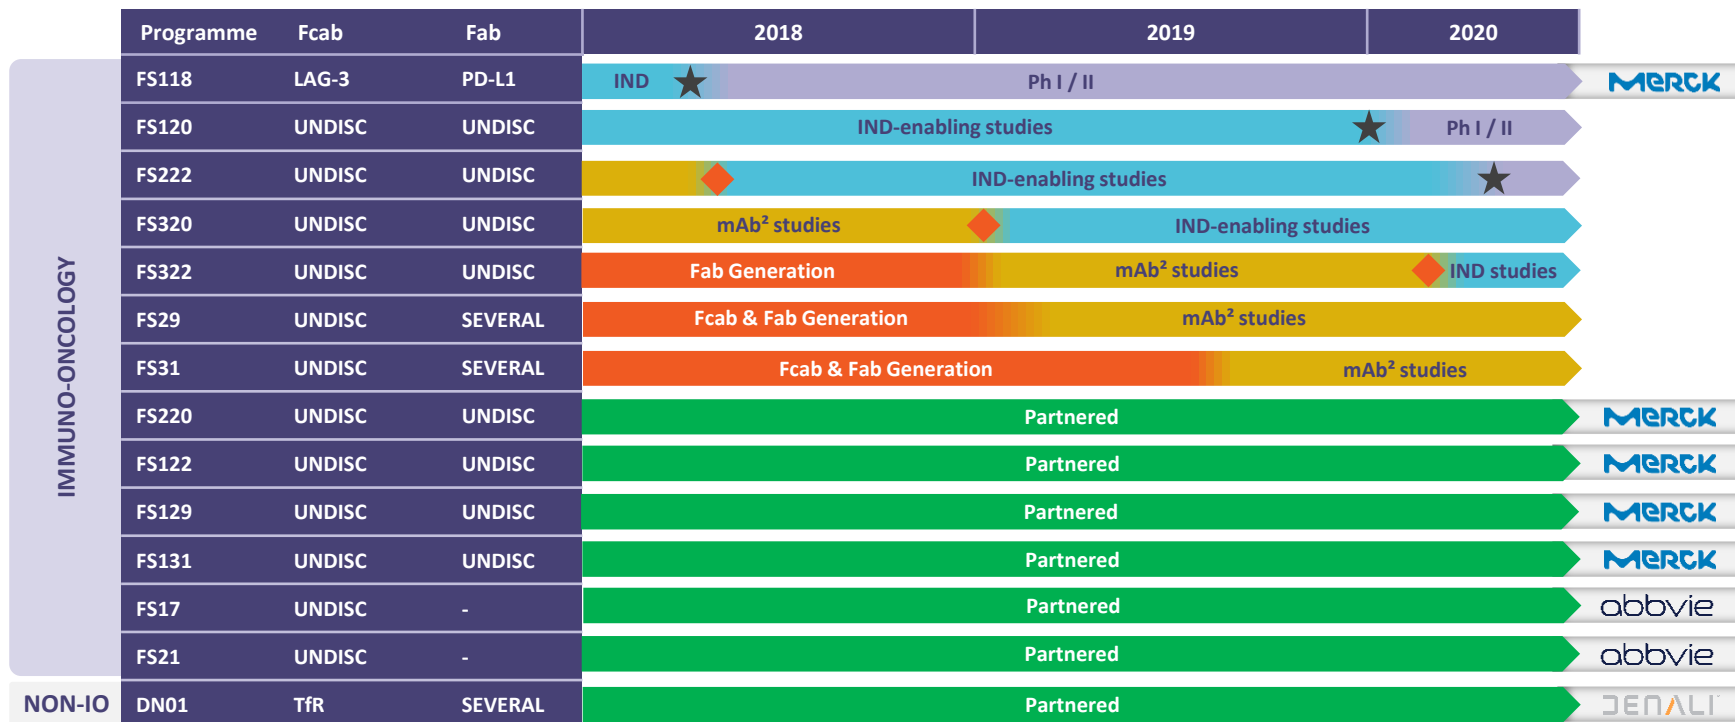 Programme Fcab Fab 2018 2019 2020
IMMUNO-ONCOLOGY
FS118 LAG-3 PD-L1 IND Ph I / II MERCK
FS120 UNDISC UNDISC IND-enabling studies Ph I / II
FS222 UNDISC UNDISC IND-enabling studies
FS320 UNDISC UNDISC mAb² studies IND-enabling studies
FS322 UNDISC UNDISC Fab Generation mAb² studies IND studies
FS29 UNDISC SEVERAL Fcab & Fab Generation mAb² studies
FS31 UNDISC SEVERAL Fcab & Fab Generation mAb² studies
FS220 UNDISC UNDISC Partnered MERCK
FS122 UNDISC UNDISC Partnered MERCK
FS129 UNDISC UNDISC Partnered MERCK
FS131 UNDISC UNDISC Partnered MERCK
FS17 UNDISC - Partnered abbvie
FS21 UNDISC - Partnered abbvie
NON-IO DN01 TfR SEVERAL Partnered DENALI